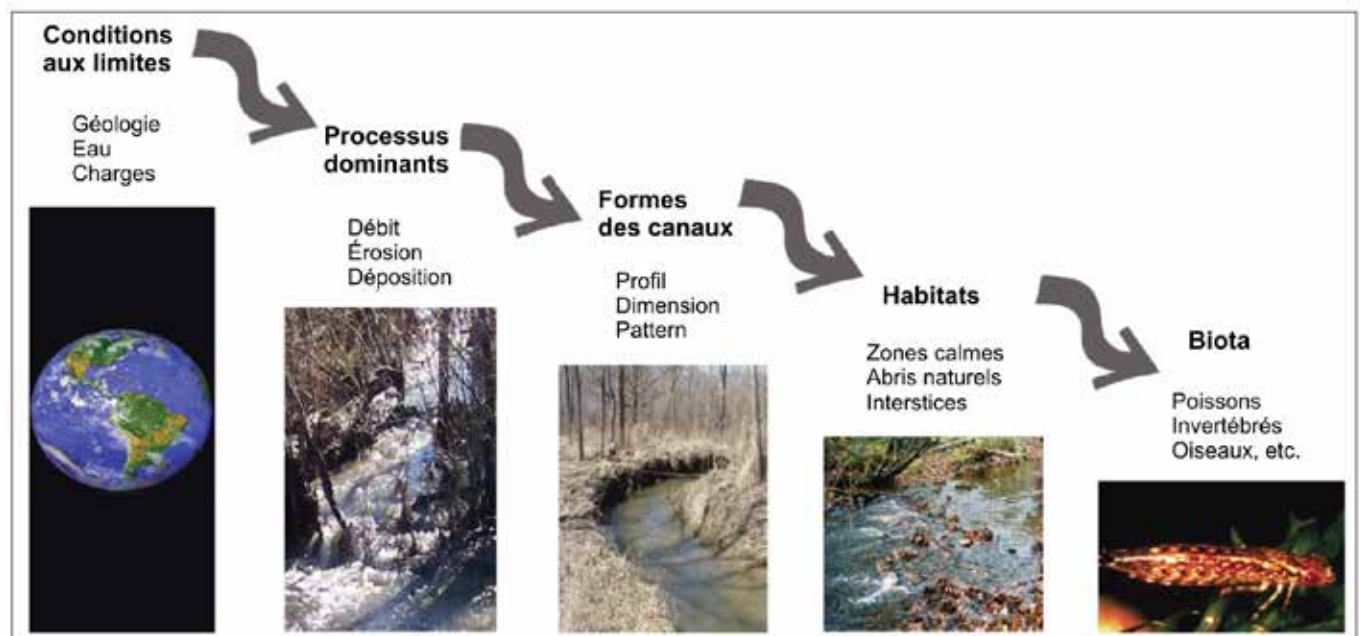 Conditions
aux limites
Géologie
Eau
Charges
Processus
dominants
Débit
Érosion
Déposition
Formes
des canaux
Profil
Dimension
Pattern
Habitats
Zones calmes
Abris naturels
Interstices
Biota
Poissons
Invertébrés
Oiseaux, etc.